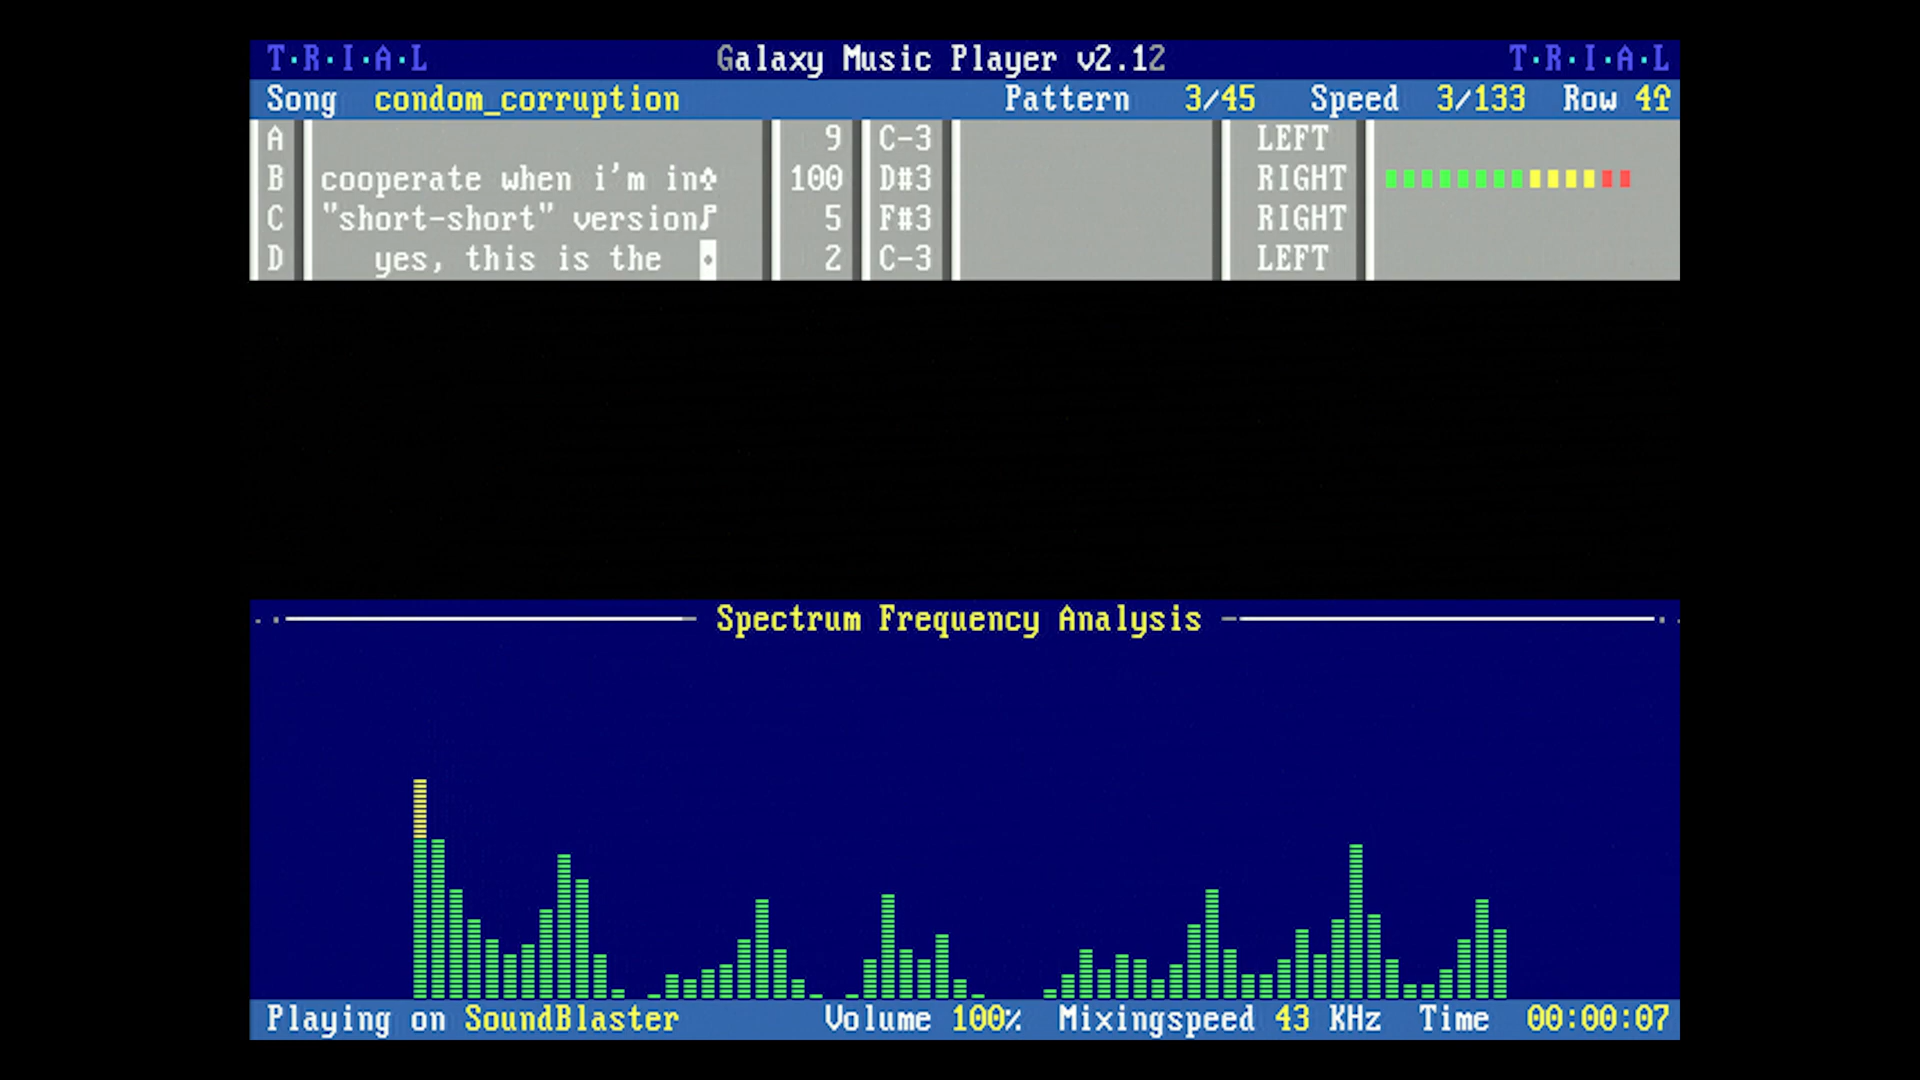 T·R·I·A·L Galaxy Music Player v2.12 T·R·I·A·L
Song condom_corruption Pattern 3/45 Speed 3/133 Row 4
A 9 C-3 LEFT
B cooperate when i'm in 100 D#3 RIGHT
C "short-short" version 5 F#3 RIGHT
D yes, this is the 2 C-3 LEFT
Spectrum Frequency Analysis
Playing on SoundBlaster Volume 100% Mixingspeed 43 KHz Time 00:00:07